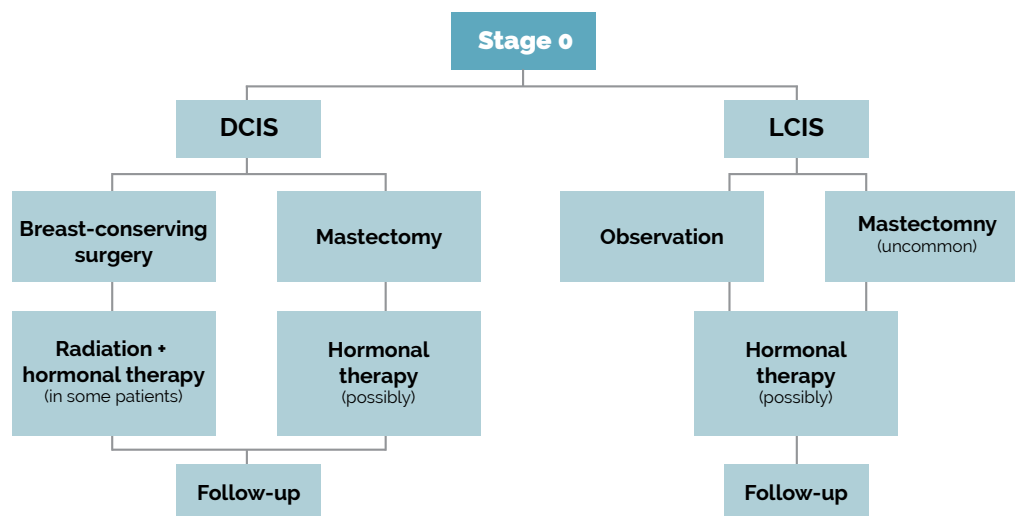 Stage 0
DCIS
LCIS
Breast-conserving
surgery
Mastectomy
Observation
Mastectomny
(uncommon)
Radiation +
hormonal therapy
(in some patients)
Hormonal
therapy
(possibly)
Hormonal
therapy
(possibly)
Follow-up
Follow-up